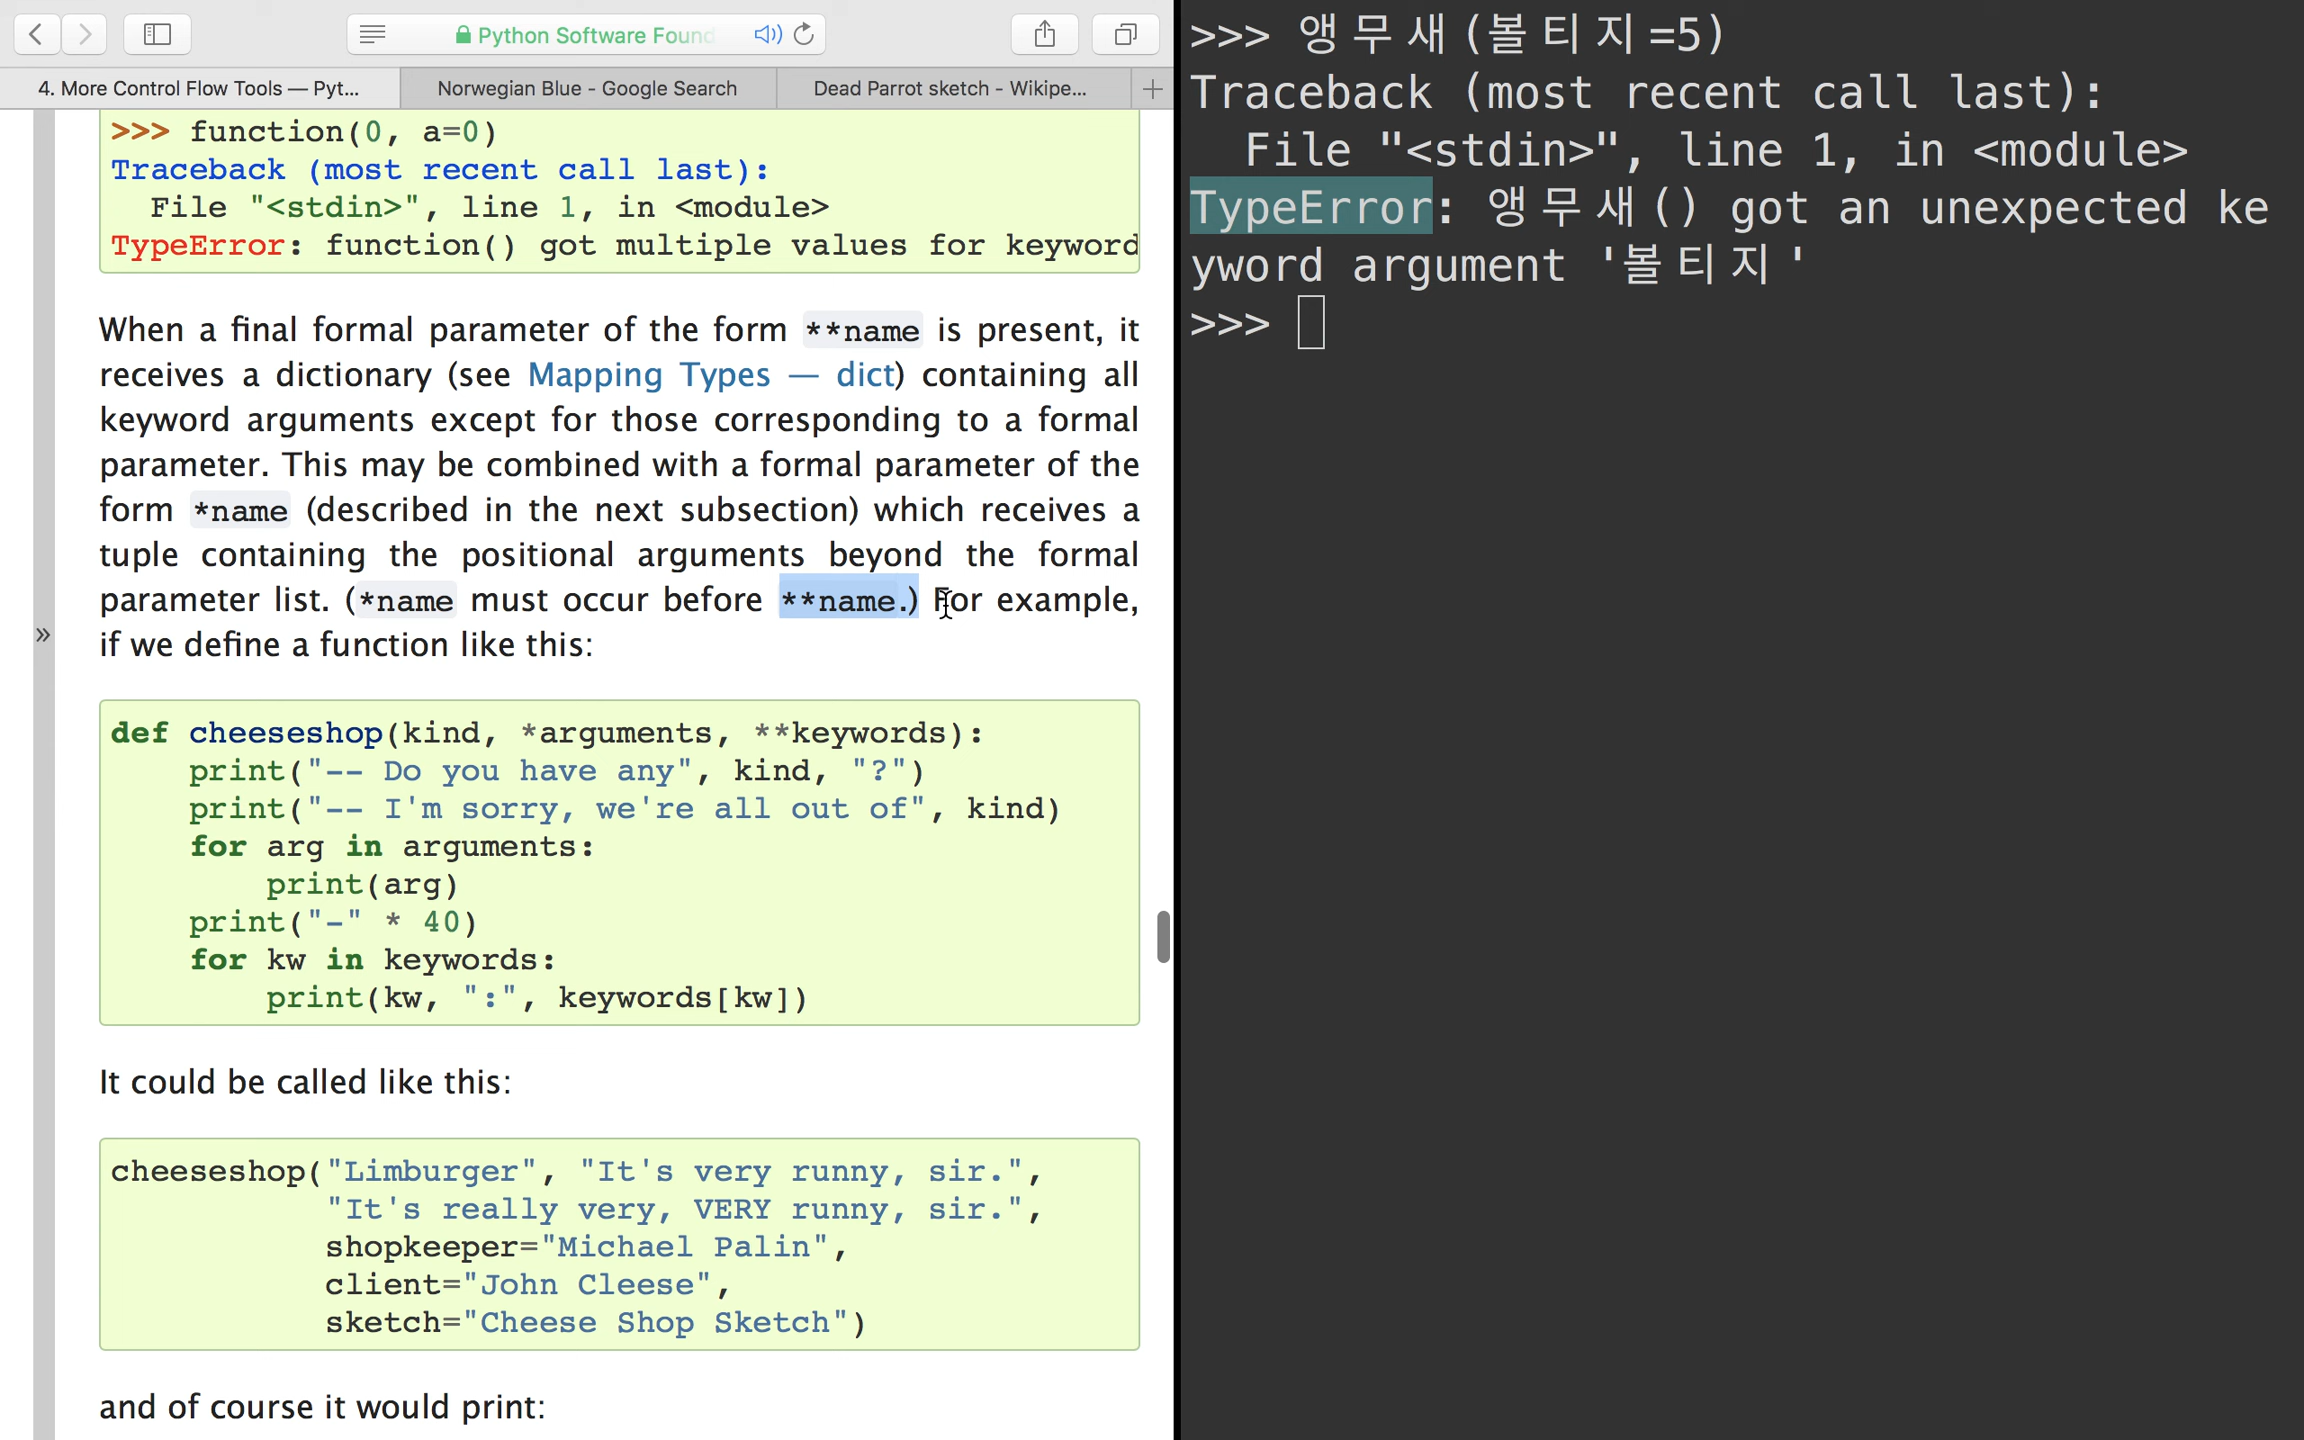 Python Software Found
4. More Control Flow Tools — Pyt...
Norwegian Blue - Google Search
Dead Parrot sketch - Wikipe...
>>> function(0, a=0)
Traceback (most recent call last):
  File "<stdin>", line 1, in <module>
TypeError: function() got multiple values for keyword
When a final formal parameter of the form **name is present, it
receives a dictionary (see Mapping Types — dict) containing all
keyword arguments except for those corresponding to a formal
parameter. This may be combined with a formal parameter of the
form *name (described in the next subsection) which receives a
tuple containing the positional arguments beyond the formal
parameter list. (*name must occur before **name.) For example,
if we define a function like this:
»
def cheeseshop(kind, *arguments, **keywords):
    print("-- Do you have any", kind, "?")
    print("-- I'm sorry, we're all out of", kind)
    for arg in arguments:
        print(arg)
    print("-" * 40)
    for kw in keywords:
        print(kw, ":", keywords[kw])
It could be called like this:
cheeseshop("Limburger", "It's very runny, sir.",
           "It's really very, VERY runny, sir.",
           shopkeeper="Michael Palin",
           client="John Cleese",
           sketch="Cheese Shop Sketch")
and of course it would print:
>>> 앵무새(볼티지=5)
Traceback (most recent call last):
  File "<stdin>", line 1, in <module>
TypeError: 앵무새() got an unexpected ke
yword argument '볼티지'
>>>